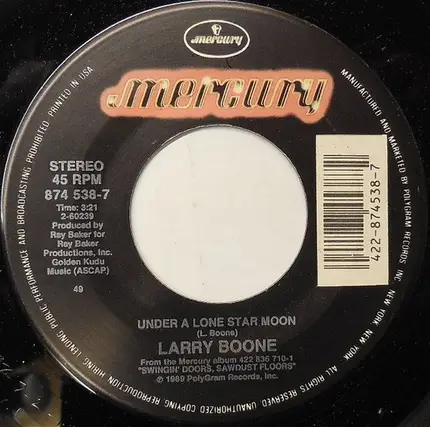 mercury
mercury
STEREO
45 RPM
874 538-7
Time: 3:21
2-60239
Produced by
Ray Baker for
Ray Baker
Productions, Inc.
Golden Kudu
Music (ASCAP)
49
422-874538-7
UNDER A LONE STAR MOON
(L. Boone)
LARRY BOONE
From the Mercury album 422 836 710-1
"SWINGIN' DOORS, SAWDUST FLOORS"
℗ 1989 PolyGram Records, Inc.
MANUFACTURED AND MARKETED BY POLYGRAM RECORDS INC. NEW YORK, NEW YORK. ALL RIGHTS RESERVED.
UNAUTHORIZED COPYING, REPRODUCTION, HIRING, LENDING, PUBLIC PERFORMANCE AND BROADCASTING PROHIBITED. PRINTED IN USA